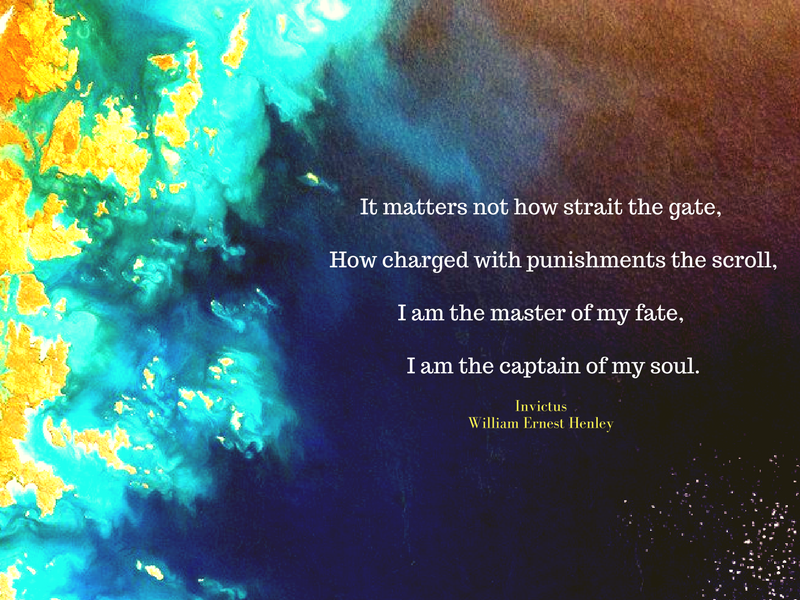 It matters not how strait the gate,
How charged with punishments the scroll,
I am the master of my fate,
I am the captain of my soul.
Invictus
William Ernest Henley